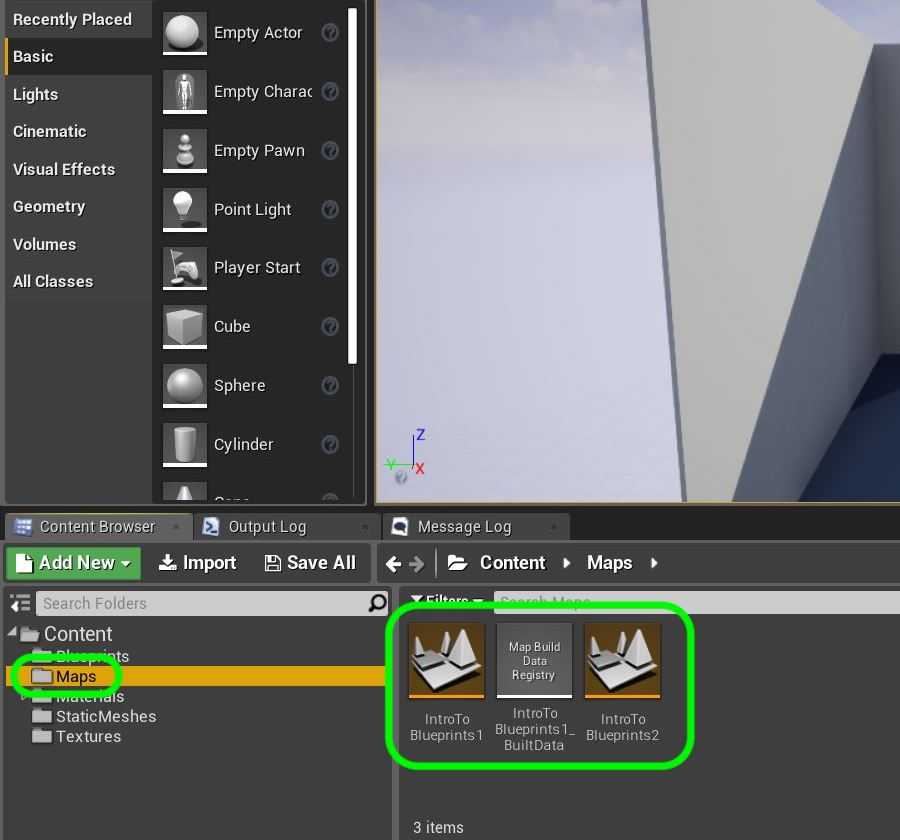 Recently Placed
Basic
Lights
Cinematic
Visual Effects
Geometry
Volumes
All Classes
Empty Actor
Empty Charac
Empty Pawn
Point Light
Player Start
Cube
Sphere
Cylinder
Cone
Z
Y
X
Content Browser
Output Log
Message Log
Add New
Import
Save All
Content
Maps
Search Folders
Filters
Search Maps
Content
Blueprints
Maps
Materials
StaticMeshes
Textures
Map Build
Data
Registry
IntroTo
Blueprints1
IntroTo
Blueprints1_
BuiltData
IntroTo
Blueprints2
3 items